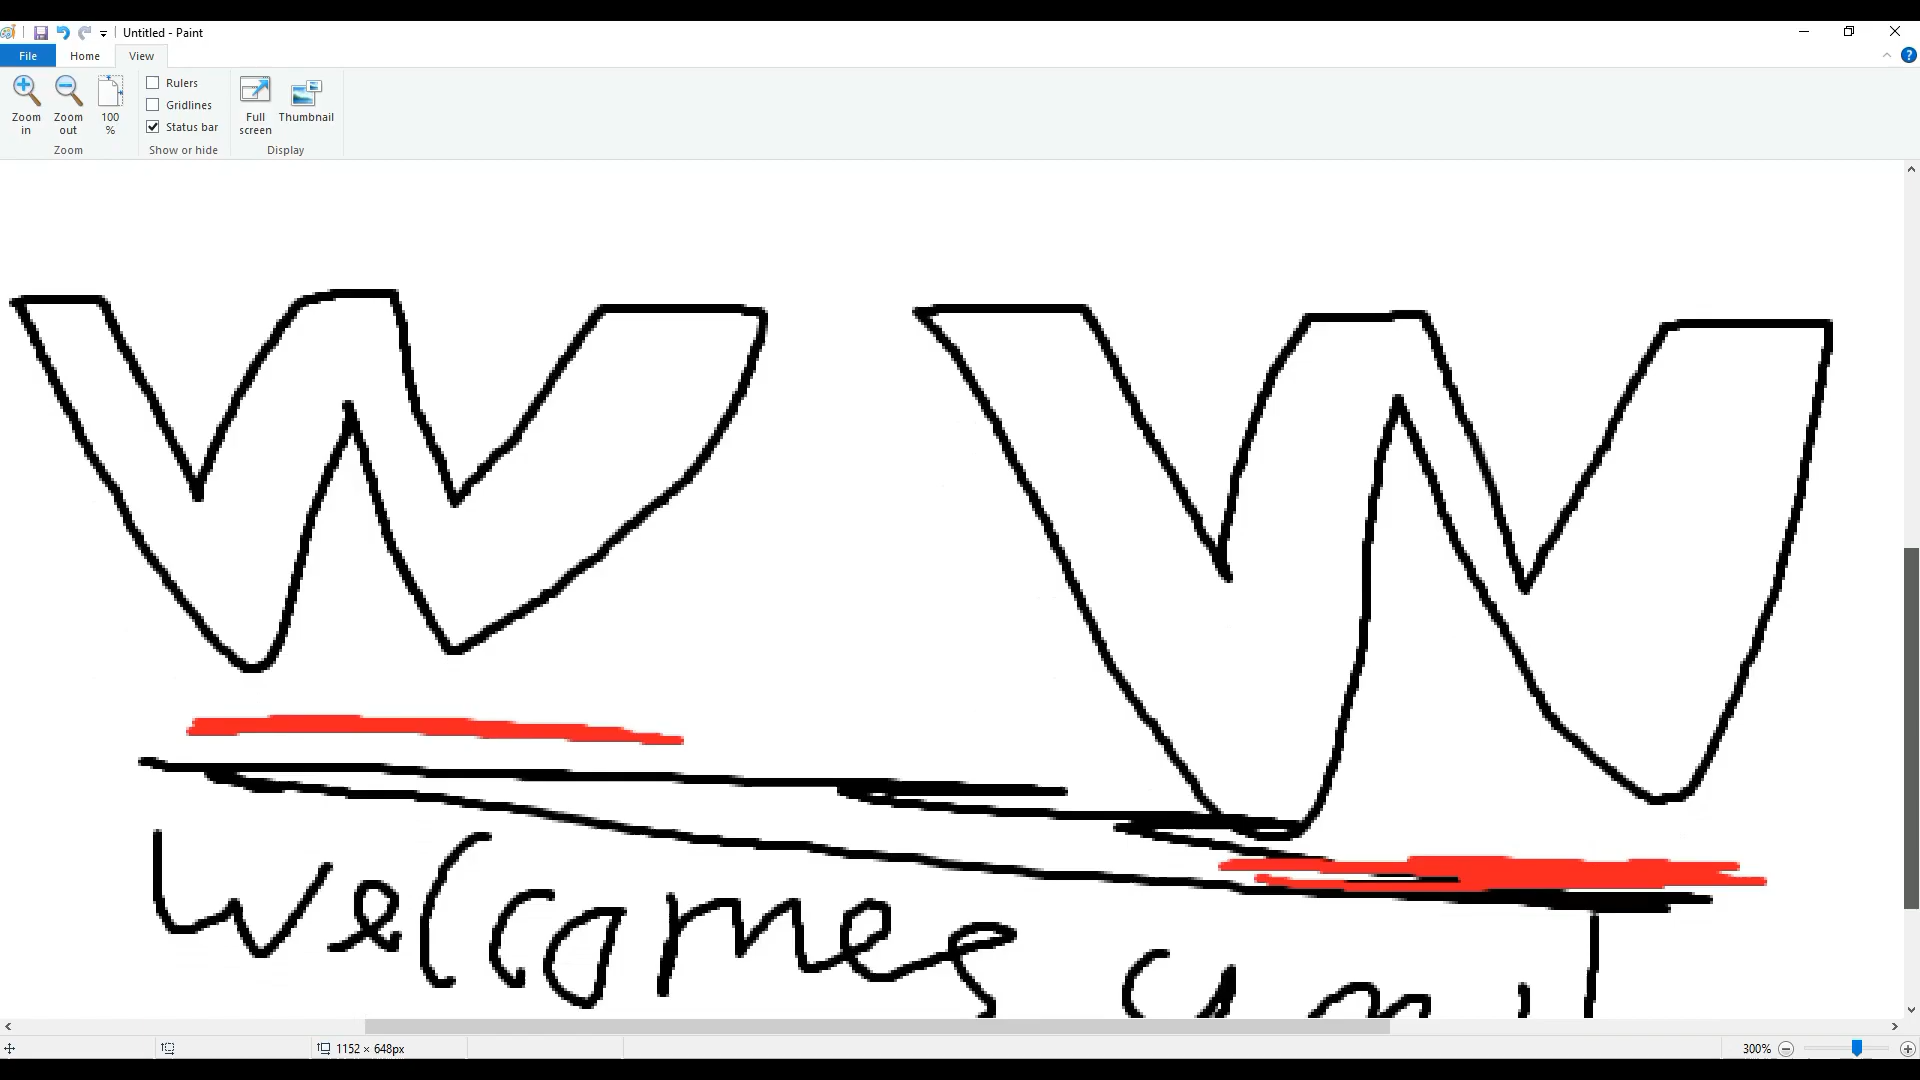 Untitled - Paint
File Home View
Zoom in
Zoom out
100 %
Rulers
Gridlines
Status bar
Full screen
Thumbnail
Zoom
Show or hide
Display
W W
welcomes
1152 × 648px
300%